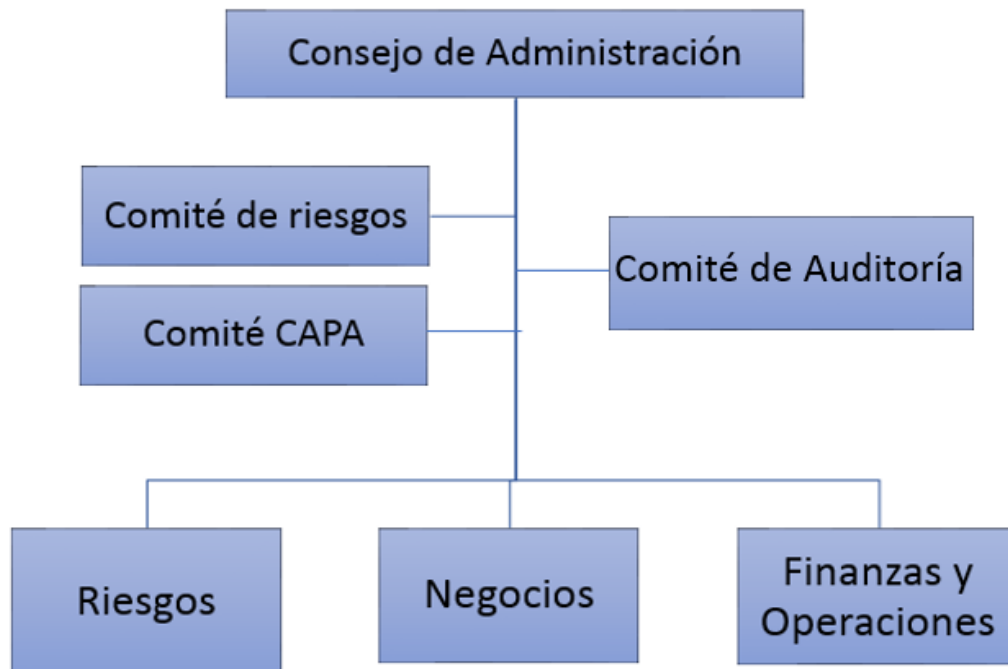 Consejo de Administración
Comité de riesgos
Comité de Auditoría
Comité CAPA
Riesgos
Negocios
Finanzas y
Operaciones